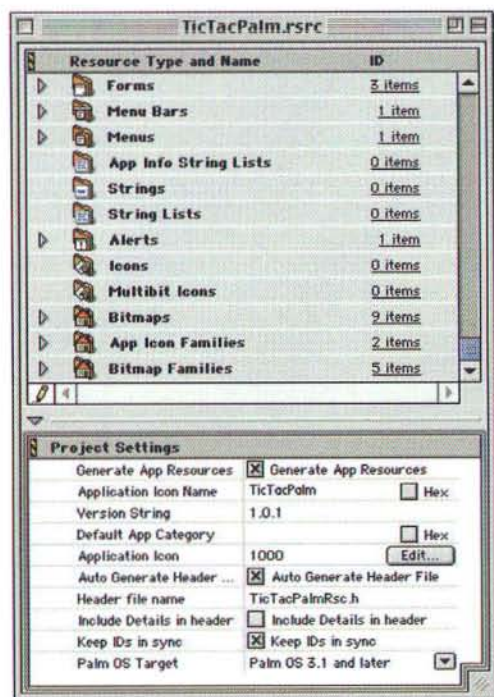 TicTacPalm.rsrc
Resource Type and Name ID
Forms 3 items
Menu Bars 1 item
Menus 1 item
App Info String Lists 0 items
Strings 0 items
String Lists 0 items
Alerts 1 item
Icons 0 items
Multibit Icons 0 items
Bitmaps 9 items
App Icon Families 2 items
Bitmap Families 5 items
Project Settings
Generate App Resources Generate App Resources
Application Icon Name TicTacPalm Hex
Version String 1.0.1
Default App Category Hex
Application Icon 1000 Edit...
Auto Generate Header ... Auto Generate Header File
Header file name TicTacPalmRsc.h
Include Details in header Include Details in header
Keep IDs in sync Keep IDs in sync
Palm OS Target Palm OS 3.1 and later